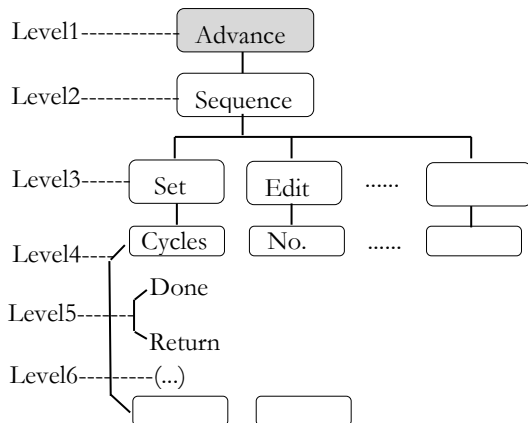 Level1 Advance
Level2 Sequence
Level3 Set Edit ......
Level4 Cycles No. ......
Done
Level5
Return
Level6 (...)